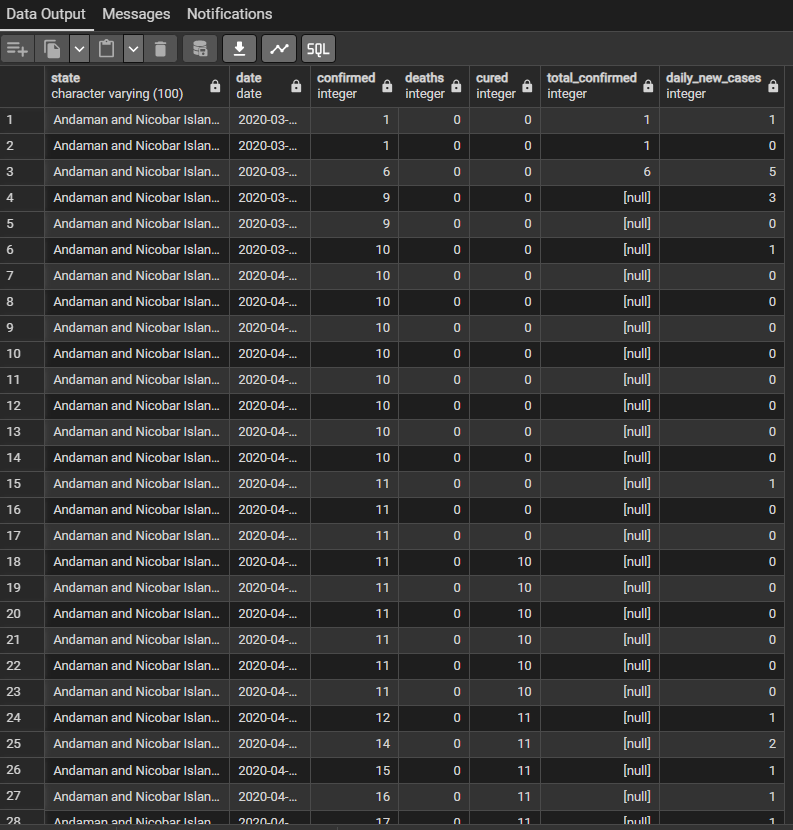 Data Output Messages Notifications
SQL
state date confirmed deaths cured total_confirmed daily_new_cases
character varying (100) date integer integer integer integer integer
1 Andaman and Nicobar Islan... 2020-03-... 1 0 0 1 1
2 Andaman and Nicobar Islan... 2020-03-... 1 0 0 1 0
3 Andaman and Nicobar Islan... 2020-03-... 6 0 0 6 5
4 Andaman and Nicobar Islan... 2020-03-... 9 0 0 [null] 3
5 Andaman and Nicobar Islan... 2020-03-... 9 0 0 [null] 0
6 Andaman and Nicobar Islan... 2020-03-... 10 0 0 [null] 1
7 Andaman and Nicobar Islan... 2020-04-... 10 0 0 [null] 0
8 Andaman and Nicobar Islan... 2020-04-... 10 0 0 [null] 0
9 Andaman and Nicobar Islan... 2020-04-... 10 0 0 [null] 0
10 Andaman and Nicobar Islan... 2020-04-... 10 0 0 [null] 0
11 Andaman and Nicobar Islan... 2020-04-... 10 0 0 [null] 0
12 Andaman and Nicobar Islan... 2020-04-... 10 0 0 [null] 0
13 Andaman and Nicobar Islan... 2020-04-... 10 0 0 [null] 0
14 Andaman and Nicobar Islan... 2020-04-... 10 0 0 [null] 0
15 Andaman and Nicobar Islan... 2020-04-... 11 0 0 [null] 1
16 Andaman and Nicobar Islan... 2020-04-... 11 0 0 [null] 0
17 Andaman and Nicobar Islan... 2020-04-... 11 0 0 [null] 0
18 Andaman and Nicobar Islan... 2020-04-... 11 0 10 [null] 0
19 Andaman and Nicobar Islan... 2020-04-... 11 0 10 [null] 0
20 Andaman and Nicobar Islan... 2020-04-... 11 0 10 [null] 0
21 Andaman and Nicobar Islan... 2020-04-... 11 0 10 [null] 0
22 Andaman and Nicobar Islan... 2020-04-... 11 0 10 [null] 0
23 Andaman and Nicobar Islan... 2020-04-... 11 0 10 [null] 0
24 Andaman and Nicobar Islan... 2020-04-... 12 0 11 [null] 1
25 Andaman and Nicobar Islan... 2020-04-... 14 0 11 [null] 2
26 Andaman and Nicobar Islan... 2020-04-... 15 0 11 [null] 1
27 Andaman and Nicobar Islan... 2020-04-... 16 0 11 [null] 1
28 Andaman and Nicobar Islan... 2020-04-... 17 0 11 [null] 1